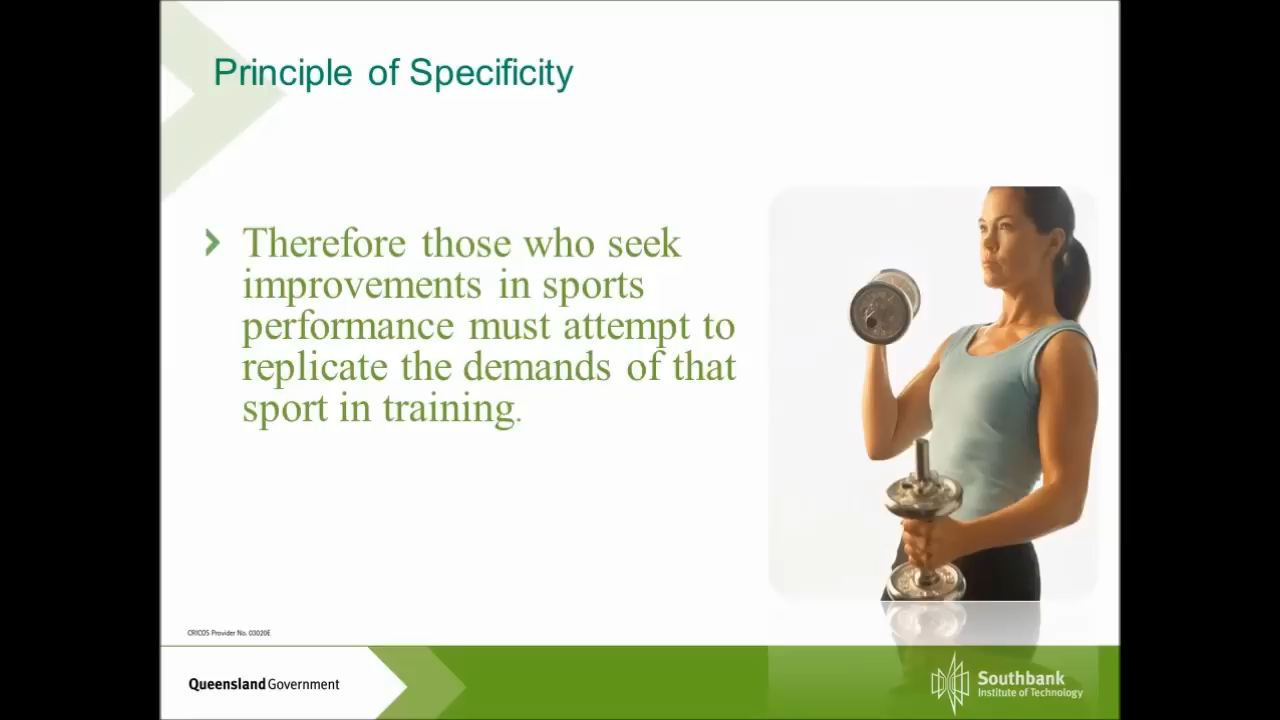 Principle of Specificity
Therefore those who seek
improvements in sports
performance must attempt to
replicate the demands of that
sport in training.
CRICOS Provider No. 03020E
Queensland Government
Southbank
Institute of Technology